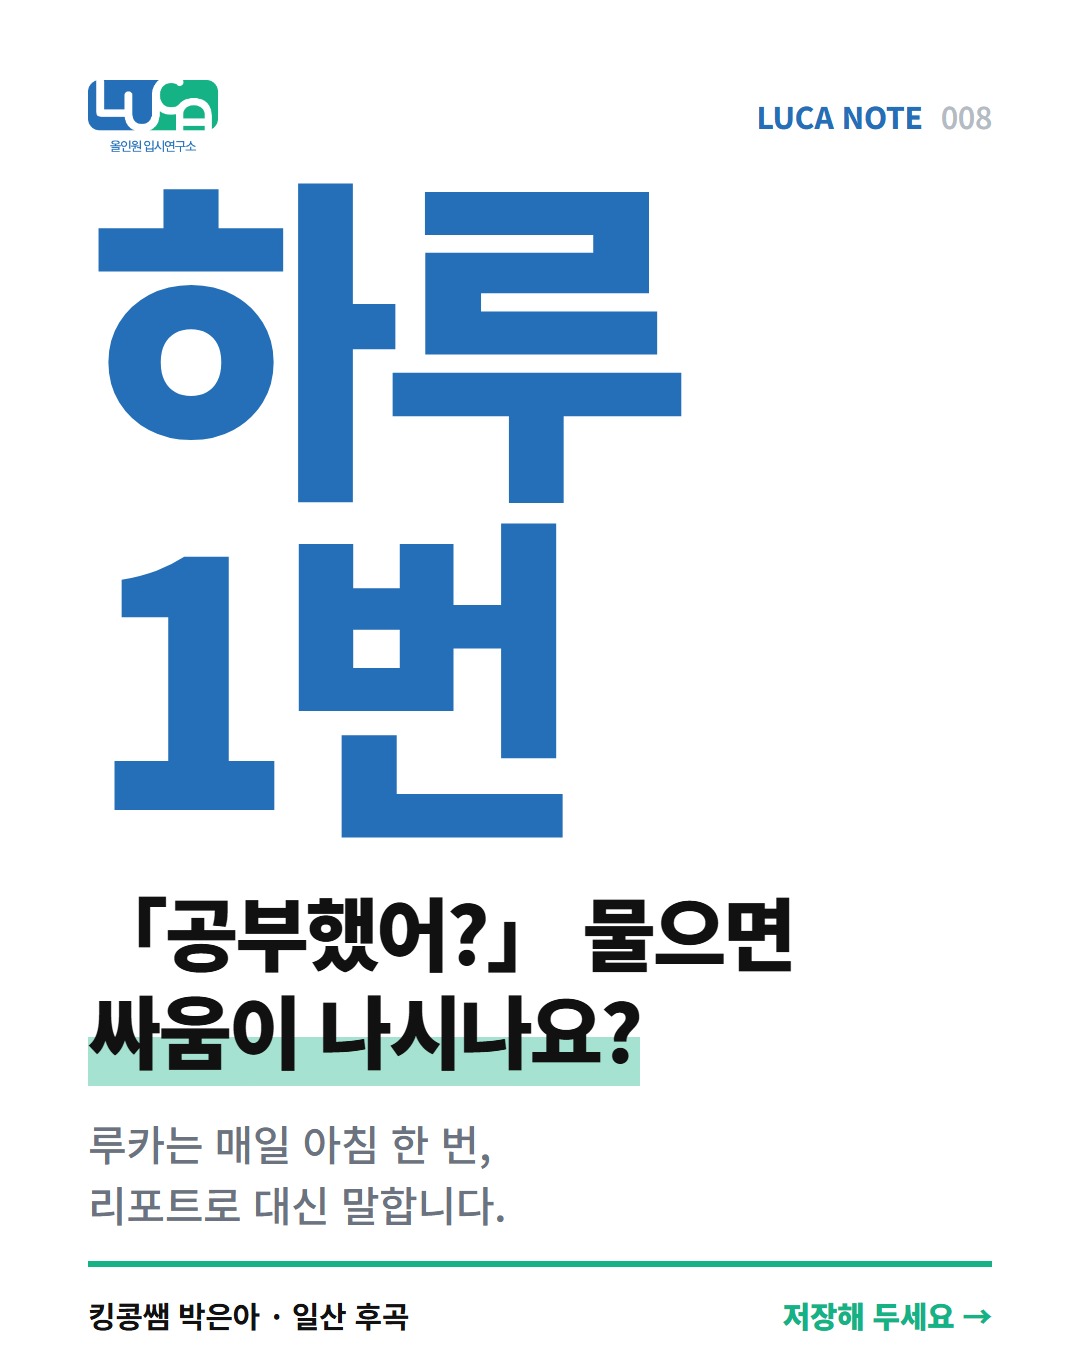 LUCA
올인원 입시연구소
LUCA NOTE 008
하루
1번
「공부했어?」 물으면
싸움이 나시나요?
루카는 매일 아침 한 번,
리포트로 대신 말합니다.
킹콩쌤 박은아 · 일산 후곡
저장해 두세요 →